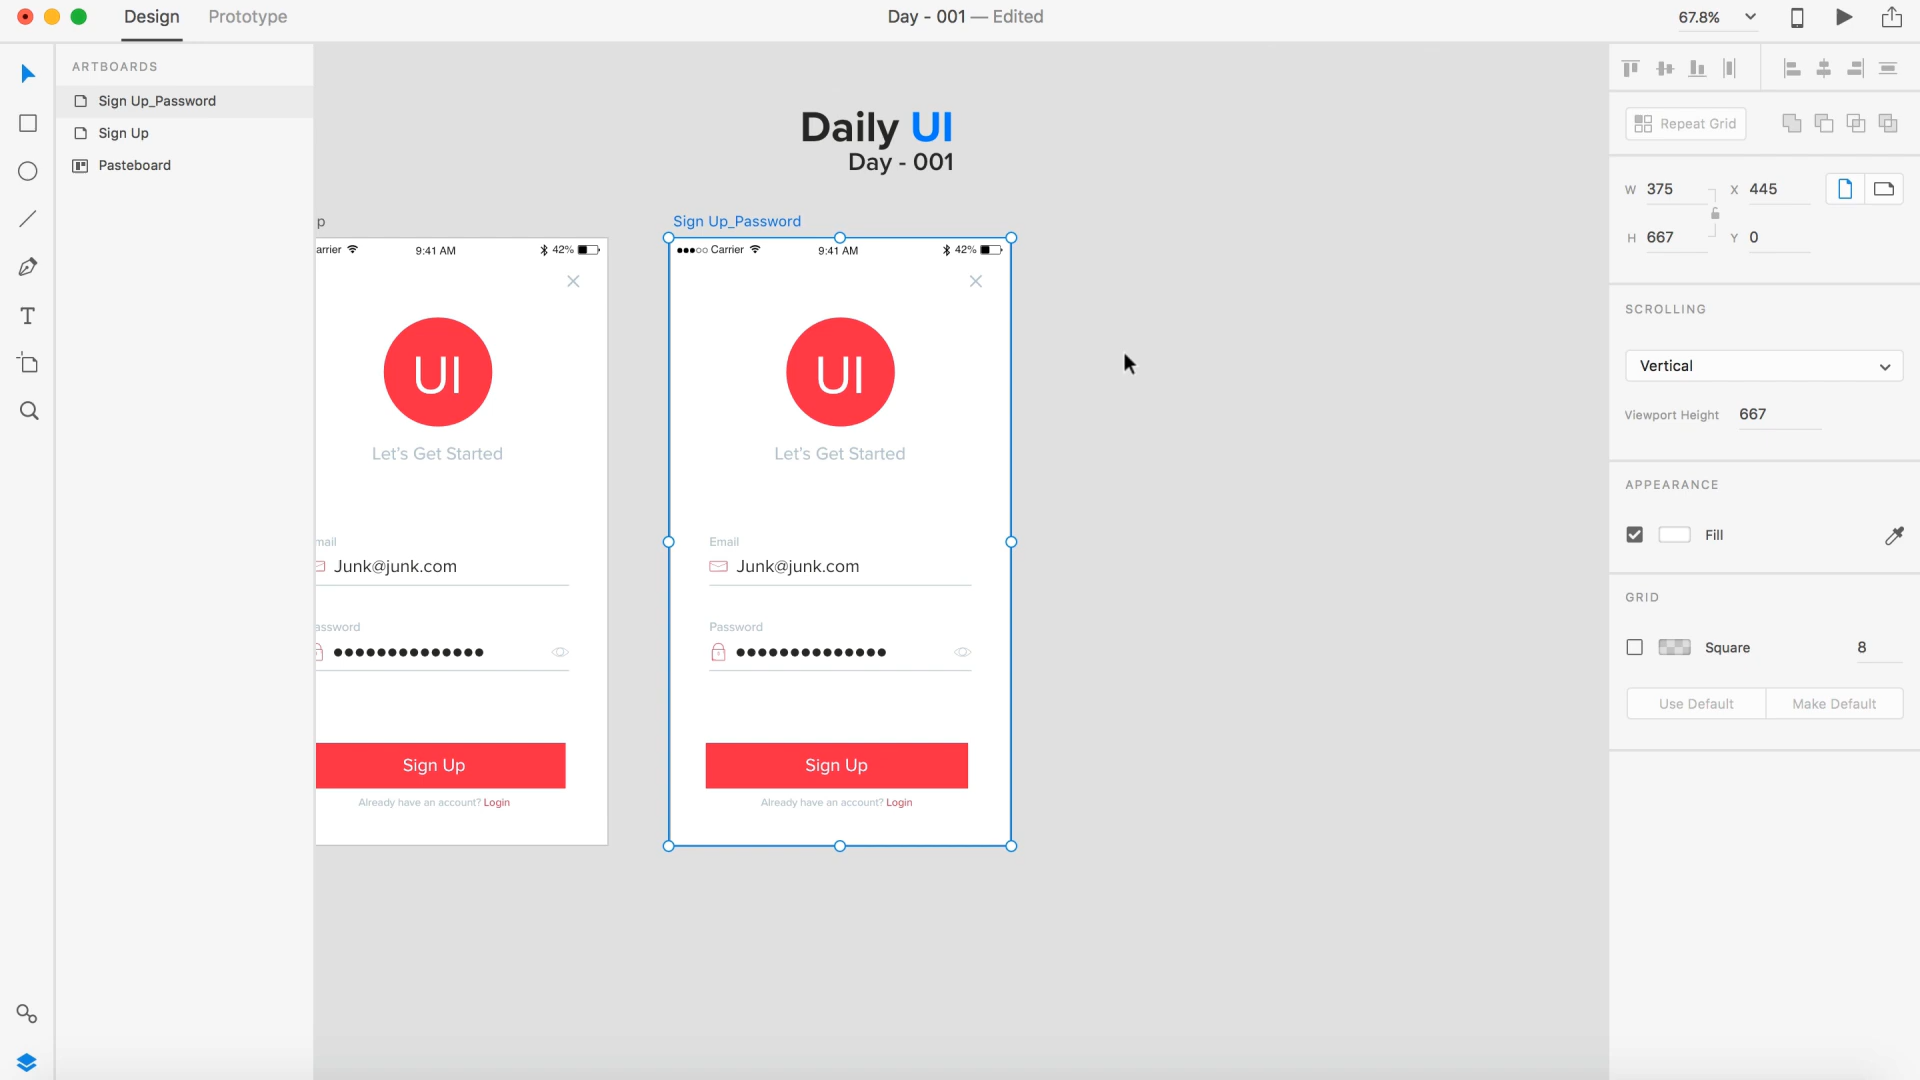 Design
Prototype
Day - 001 — Edited
67.8%
ARTBOARDS
Sign Up_Password
Sign Up
Pasteboard
Daily UI
Day - 001
p
Sign Up_Password
arrier
9:41 AM
42%
Carrier
9:41 AM
42%
UI
UI
Let's Get Started
Let's Get Started
mail
Junk@junk.com
Email
Junk@junk.com
assword
Password
Sign Up
Sign Up
Already have an account? Login
Already have an account? Login
Repeat Grid
W 375
X 445
H 667
Y 0
SCROLLING
Vertical
Viewport Height 667
APPEARANCE
Fill
GRID
Square 8
Use Default
Make Default